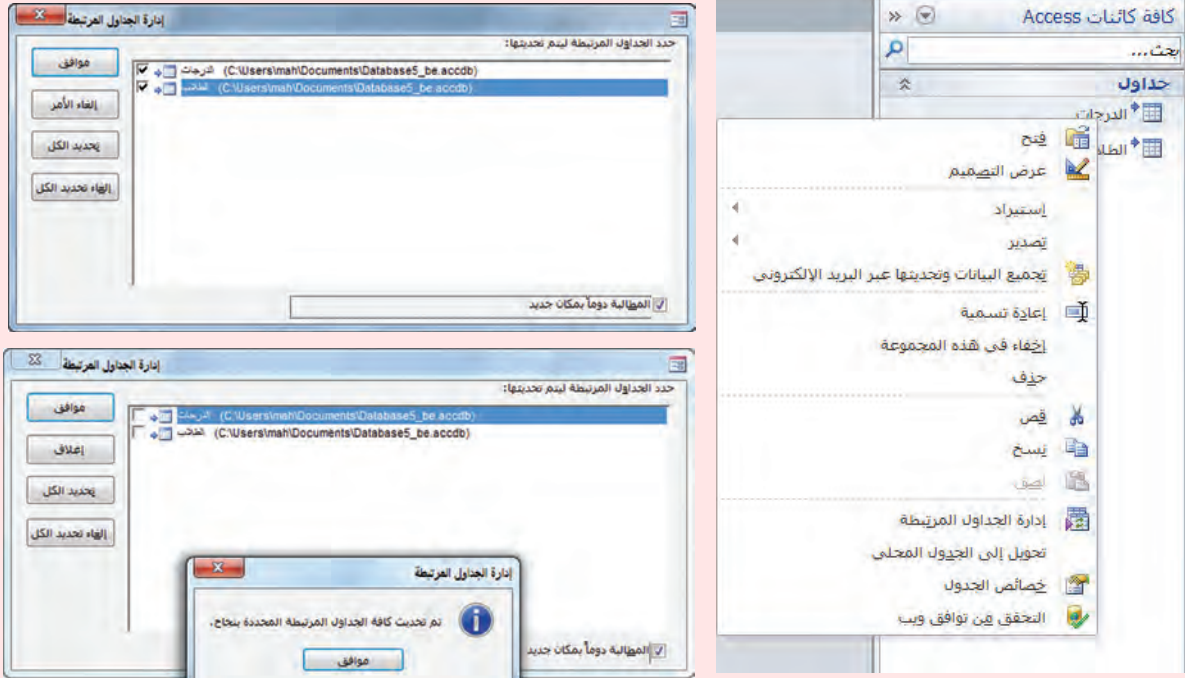 كافة كائنات Access
بحث...
جداول
الدرجات
الطلا
فتح
عرض التصميم
إستيراد
تصدير
تجميع البيانات وتحديثها عبر البريد الإلكتروني
إعادة تسمية
إخفاء في هذه المجموعة
حذف
قص
نسخ
لصق
إدارة الجداول المرتبطة
تحويل إلى الجدول المحلي
خصائص الجدول
التحقق من توافق ويب
إدارة الجداول المرتبطة
حدد الجداول المرتبطة ليتم تحديثها:
الدرجات (C:\Users\mah\Documents\Database5_be.accdb)
الطلاب (C:\Users\mah\Documents\Database5_be.accdb)
موافق
إلغاء الأمر
تحديد الكل
إلغاء تحديد الكل
المطالبة دوماً بمكان جديد
إدارة الجداول المرتبطة
حدد الجداول المرتبطة ليتم تحديثها:
الدرجات (C:\Users\mah\Documents\Database5_be.accdb)
الطلاب (C:\Users\mah\Documents\Database5_be.accdb)
موافق
إغلاق
تحديد الكل
إلغاء تحديد الكل
إدارة الجداول المرتبطة
تم تحديث كافة الجداول المرتبطة المحددة بنجاح.
موافق
المطالبة دوماً بمكان جديد